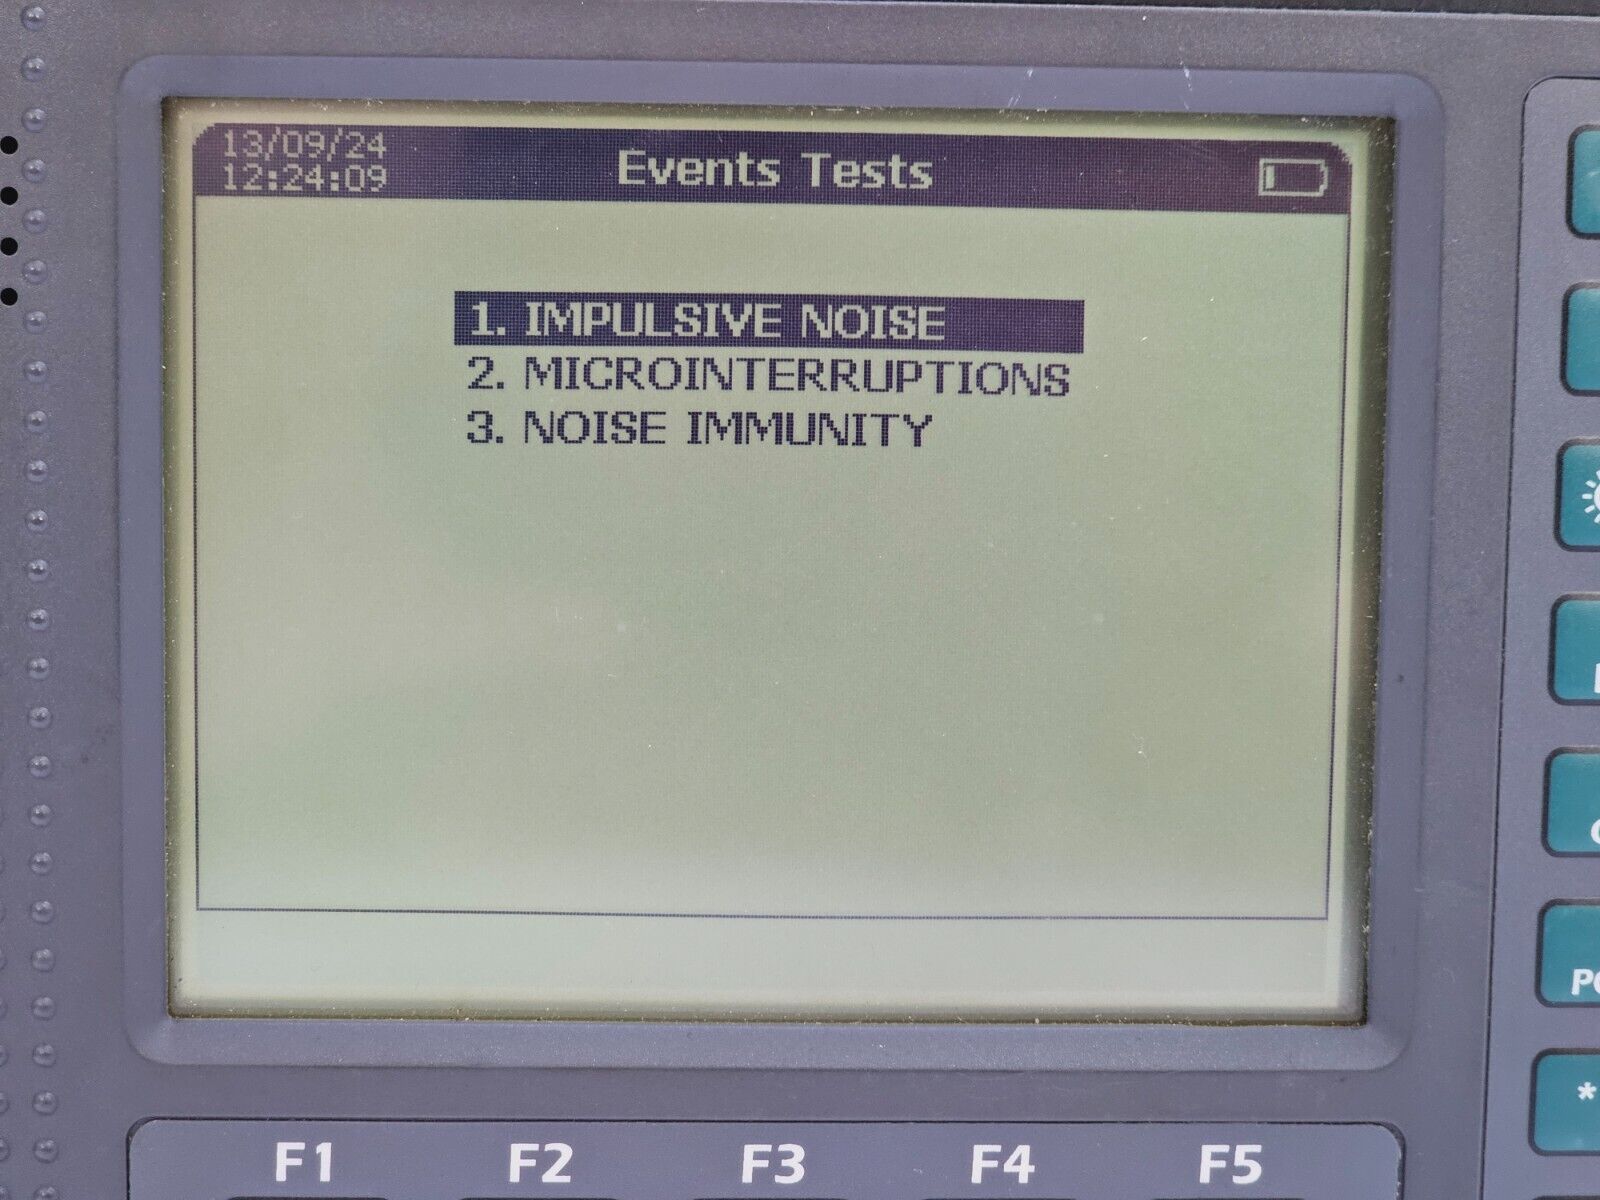 13/09/24
12:24:09
Events Tests
1. IMPULSIVE NOISE
2. MICROINTERRUPTIONS
3. NOISE IMMUNITY
F1 F2 F3 F4 F5
*